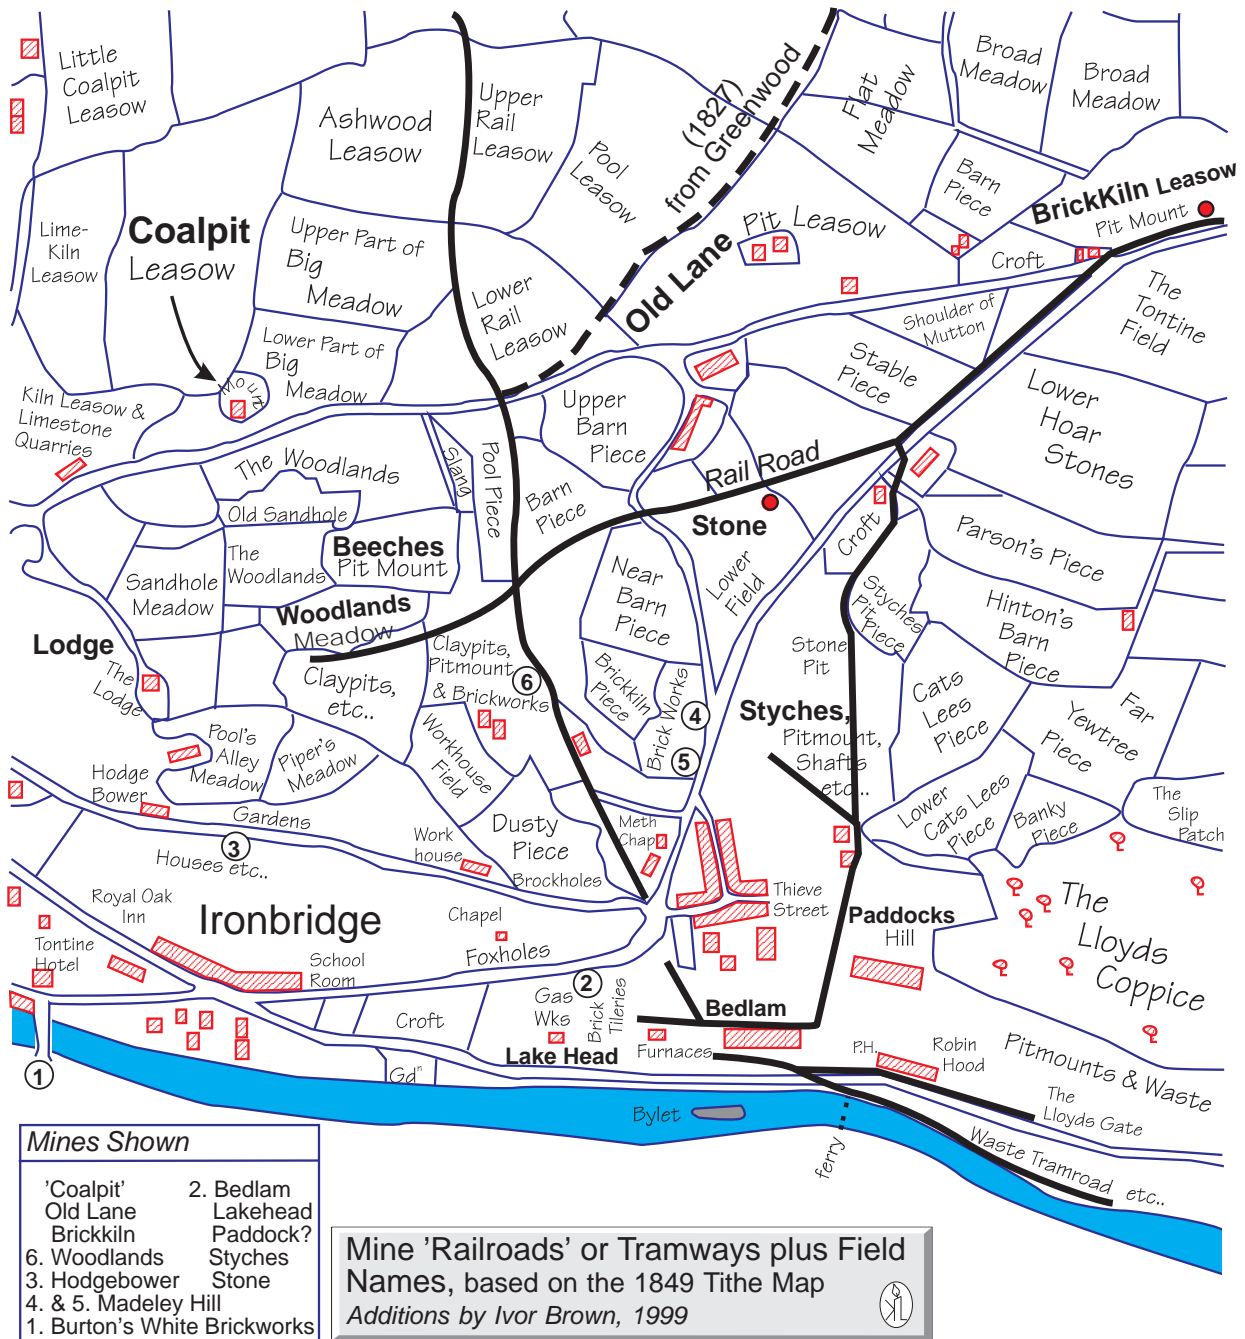 Little
Coalpit
Leasow
Ashwood
Leasow
Upper
Rail
Leasow
Pool
Leasow
(1827)
from Greenwood
Flat
Meadow
Broad
Meadow
Broad
Meadow
Barn
Piece
BrickKiln Leasow
Pit Mount
Lime-
Kiln
Leasow
Coalpit
Leasow
Upper Part of
Big
Meadow
Lower
Rail
Leasow
Old Lane
Pit Leasow
Croft
The
Tontine
Field
Shoulder of
Mutton
Lower Part of
Big
Meadow
Mount
Kiln Leasow &
Limestone
Quarries
Stable
Piece
Lower
Hoar
Stones
Upper
Barn
Piece
The Woodlands
Slang
Pool Piece
Barn
Piece
Rail Road
Stone
Old Sandhole
Beeches
Pit Mount
The
Woodlands
Sandhole
Meadow
Croft
Parson's Piece
Near
Barn
Piece
Lower
Field
Styches
Pit
Piece
Hinton's
Barn
Piece
Woodlands
Meadow
Lodge
The
Lodge
Claypits,
Pitmount
& Brickworks
6
Claypits,
etc..
Stone
Pit
Brickkiln
Piece
Brick Works
4
5
Styches,
Pitmount,
Shafts
etc...
Cats
Lees
Piece
Far
Yewtree
Piece
Pool's
Alley
Meadow
Piper's
Meadow
Workhouse
Field
Hodge
Bower
Gardens
Lower
Cats Lees
Piece
Banky
Piece
The
Slip
Patch
3
Houses etc..
Work
house
Dusty
Piece
Brockholes
Meth
Chap
Royal Oak
Inn
Ironbridge
Chapel
Foxholes
Thieve
Street
Paddocks
Hill
The
Lloyds
Coppice
Tontine
Hotel
School
Room
2
Gas
Wks
Brick
Tileries
Bedlam
Croft
Lake Head
Furnaces
P.H.
Robin
Hood
Pitmounts & Waste
1
Gdn
The
Lloyds Gate
Bylet
ferry
Waste Tramroad etc..
Mines Shown
'Coalpit'
Old Lane
Brickkiln
6. Woodlands
3. Hodgebower
4. & 5. Madeley Hill
1. Burton's White Brickworks
2. Bedlam
Lakehead
Paddock?
Styches
Stone
Mine 'Railroads' or Tramways plus Field
Names, based on the 1849 Tithe Map
Additions by Ivor Brown, 1999